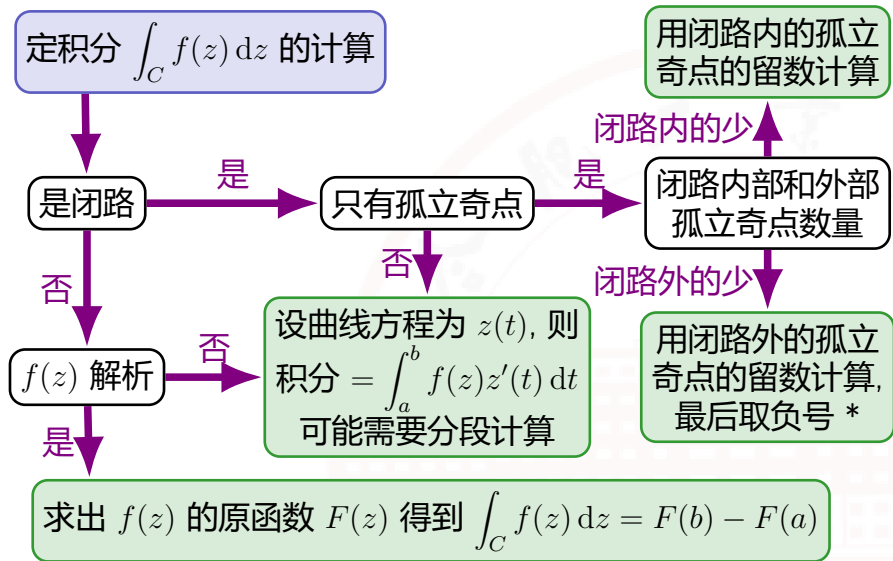 定积分 ∫_C f(z) dz 的计算
用闭路内的孤立
奇点的留数计算
闭路内的少
是
是
是闭路
只有孤立奇点
闭路内部和外部
孤立奇点数量
否
否
闭路外的少
设曲线方程为 z(t), 则
积分 = ∫_a^b f(z)z′(t) dt
可能需要分段计算
用闭路外的孤立
奇点的留数计算,
最后取负号 *
否
f(z) 解析
是
求出 f(z) 的原函数 F(z) 得到 ∫_C f(z) dz = F(b) − F(a)